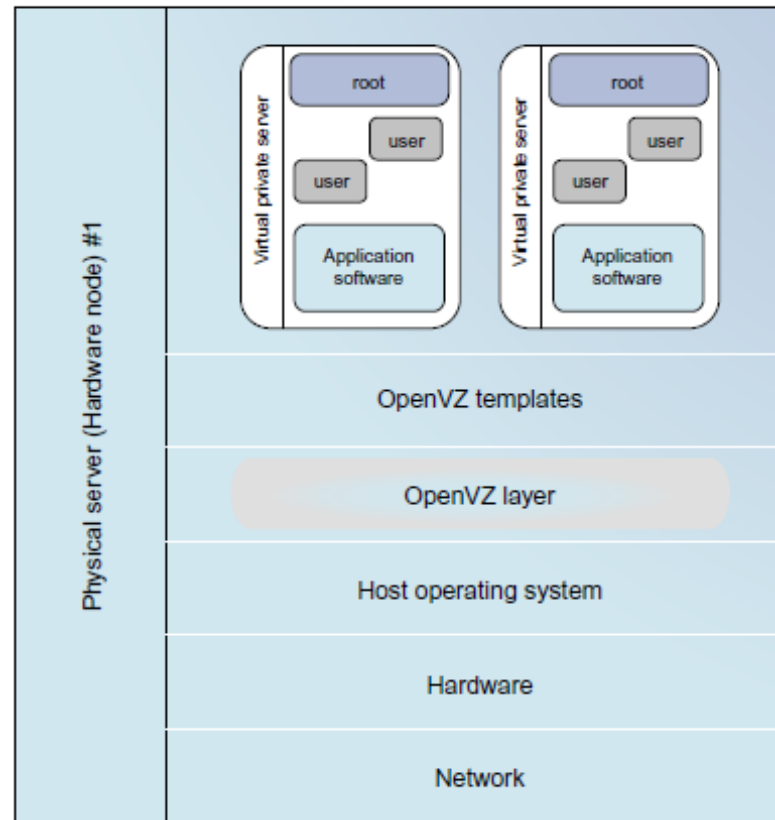 Physical server (Hardware node) #1
Virtual private server
root
user
user
Application
software
Virtual private server
root
user
user
Application
software
OpenVZ templates
OpenVZ layer
Host operating system
Hardware
Network